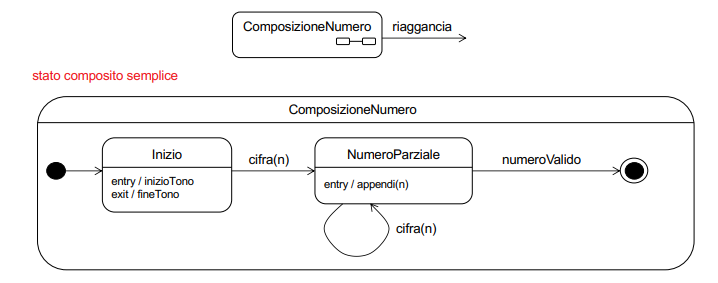 ComposizioneNumero
riaggancia
stato composito semplice
ComposizioneNumero
Inizio
entry / inizioTono
exit / fineTono
cifra(n)
NumeroParziale
entry / appendi(n)
numeroValido
cifra(n)